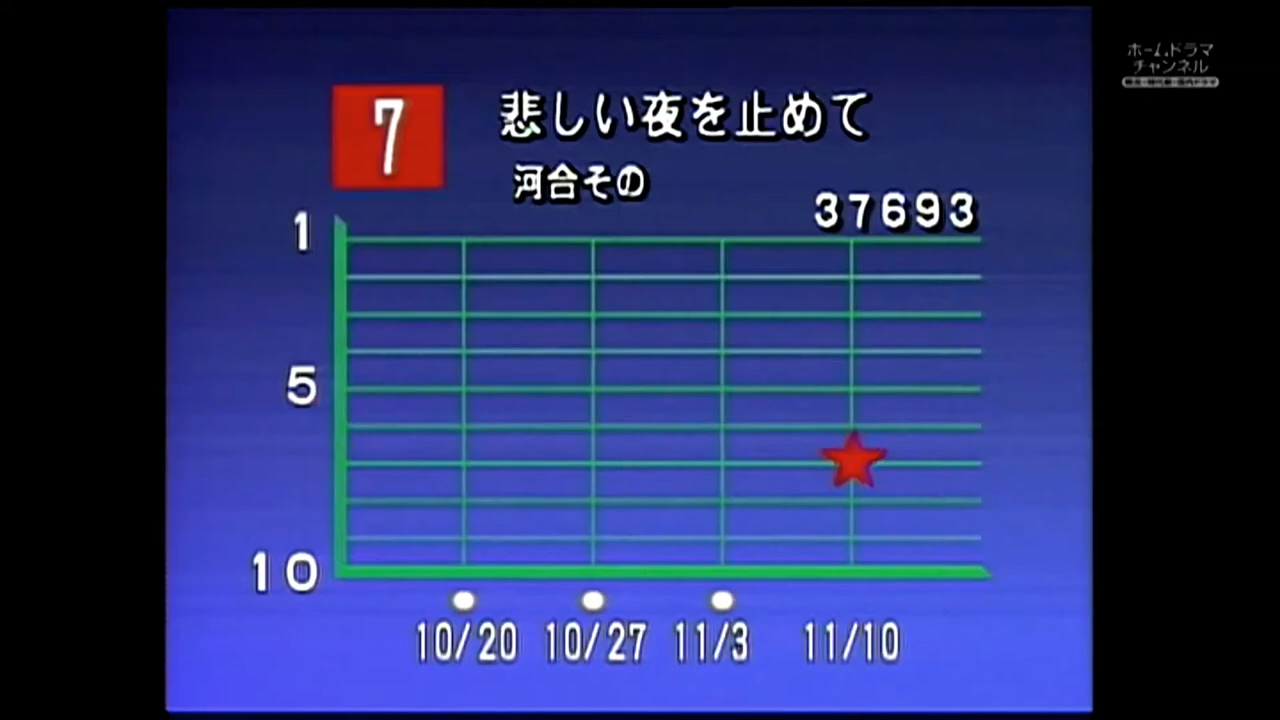 ホームドラマ
チャンネル
7
悲しい夜を止めて
河合その
37693
1
5
10
10/20 10/27 11/3 11/10